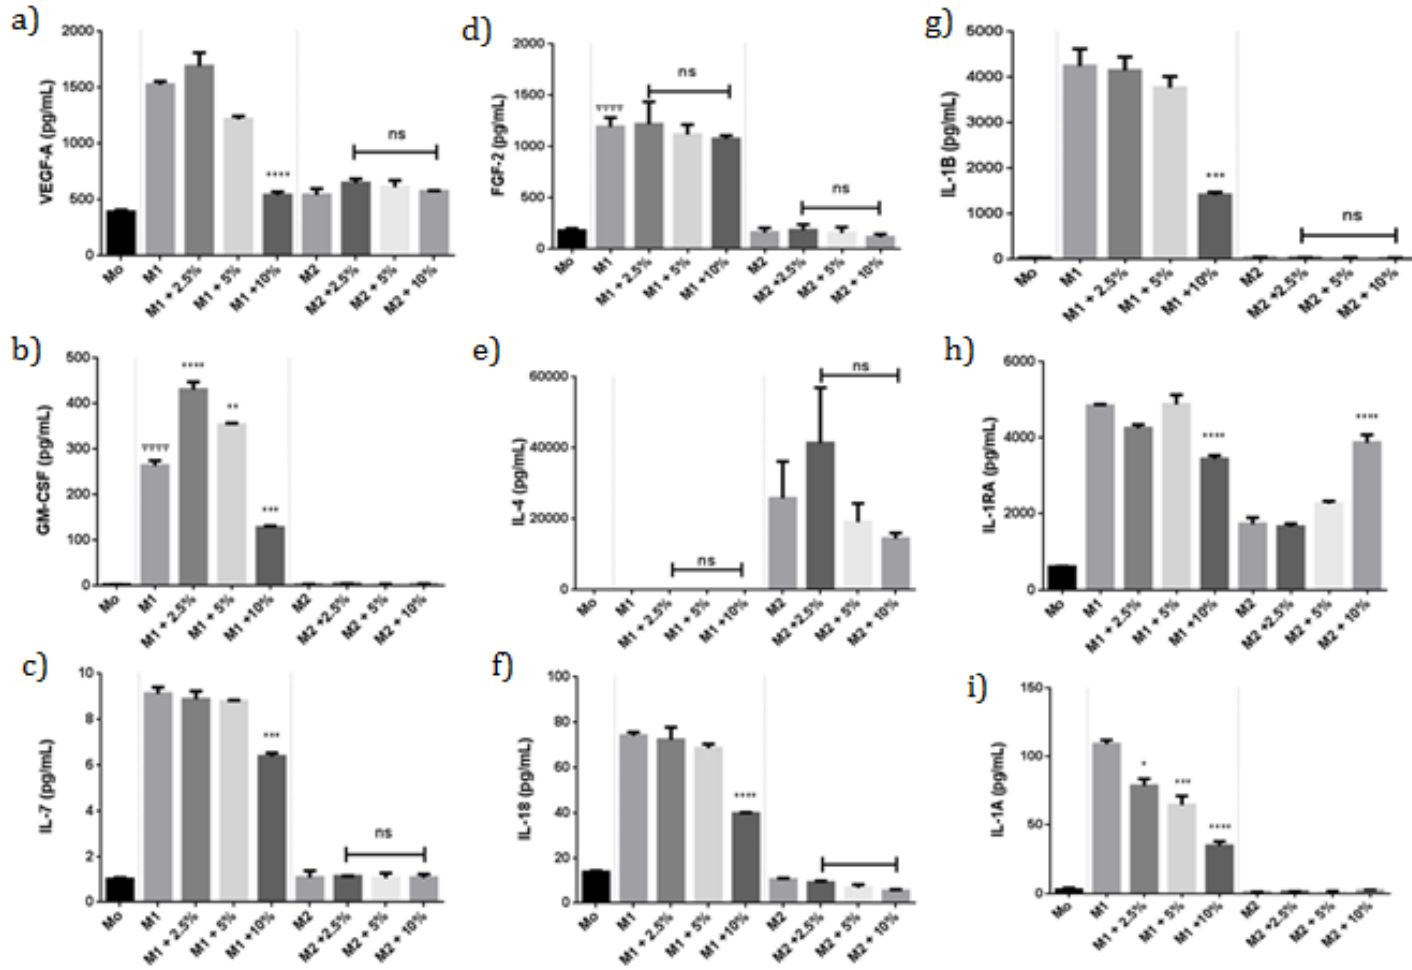 a)
VEGF-A (pg/mL)
2000
1500
1000
500
0
****
ns
Mo
M1
M1 + 2.5%
M1 + 5%
M1 +10%
M2
M2 +2.5%
M2 + 5%
M2 + 10%
d)
FGF-2 (pg/mL)
2000
1500
1000
500
0
ns
ns
Mo
M1
M1 + 2.5%
M1 + 5%
M1 +10%
M2
M2 +2.5%
M2 + 5%
M2 + 10%
g)
IL-1B (pg/mL)
5000
4000
3000
2000
1000
0
***
ns
Mo
M1
M1 + 2.5%
M1 + 5%
M1 +10%
M2
M2 +2.5%
M2 + 5%
M2 + 10%
b)
GM-CSF (pg/mL)
500
400
300
200
100
0
****
**
***
Mo
M1
M1 + 2.5%
M1 + 5%
M1 +10%
M2
M2 +2.5%
M2 + 5%
M2 + 10%
e)
IL-4 (pg/mL)
60000
40000
20000
0
ns
ns
Mo
M1
M1 + 2.5%
M1 + 5%
M1 +10%
M2
M2 +2.5%
M2 + 5%
M2 + 10%
h)
IL-1RA (pg/mL)
6000
4000
2000
0
****
****
Mo
M1
M1 + 2.5%
M1 + 5%
M1 +10%
M2
M2 +2.5%
M2 + 5%
M2 + 10%
c)
IL-7 (pg/mL)
10
8
6
4
2
0
***
ns
Mo
M1
M1 + 2.5%
M1 + 5%
M1 +10%
M2
M2 +2.5%
M2 + 5%
M2 + 10%
f)
IL-18 (pg/mL)
100
80
60
40
20
0
****
Mo
M1
M1 + 2.5%
M1 + 5%
M1 +10%
M2
M2 +2.5%
M2 + 5%
M2 + 10%
i)
IL-1A (pg/mL)
150
100
50
0
*
***
****
Mo
M1
M1 + 2.5%
M1 + 5%
M1 +10%
M2
M2 +2.5%
M2 + 5%
M2 + 10%